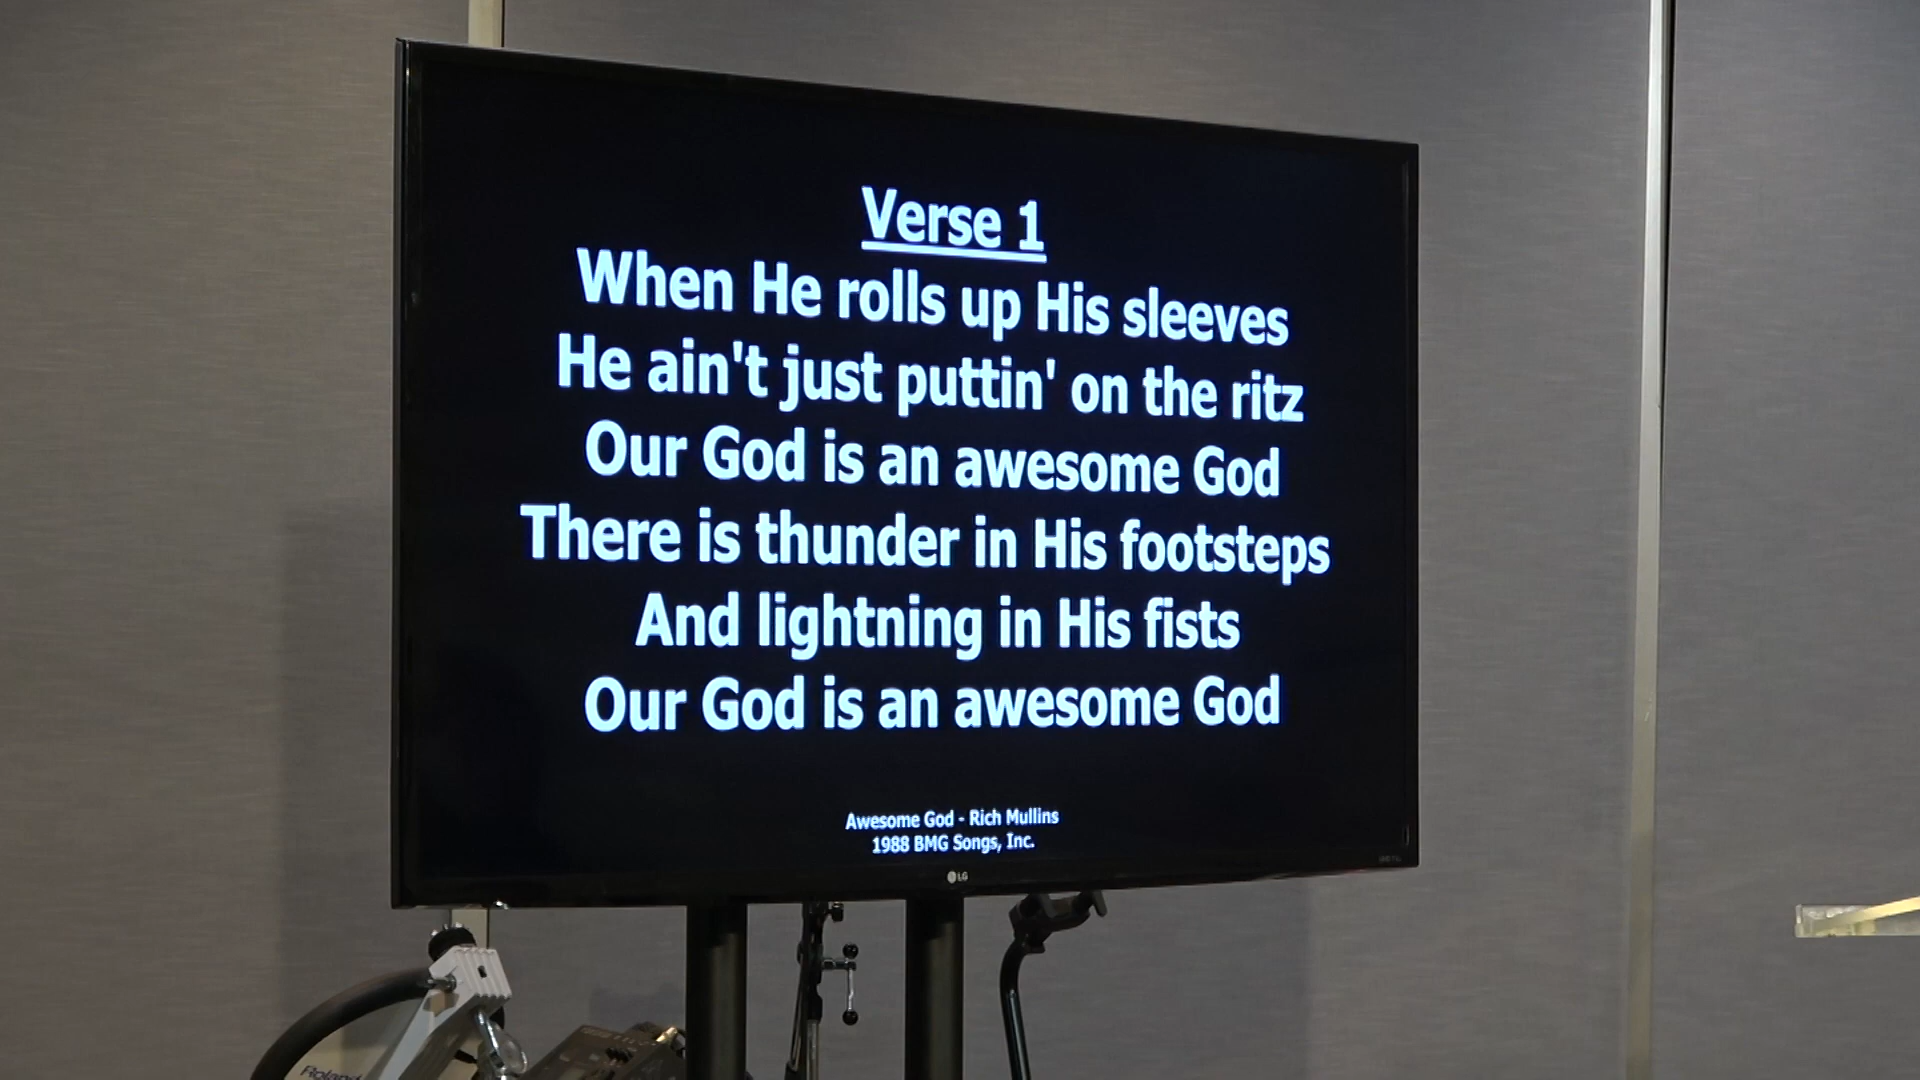 Verse 1
When He rolls up His sleeves
He ain't just puttin' on the ritz
Our God is an awesome God
There is thunder in His footsteps
And lightning in His fists
Our God is an awesome God
Awesome God - Rich Mullins
1988 BMG Songs, Inc.
LG
Roland